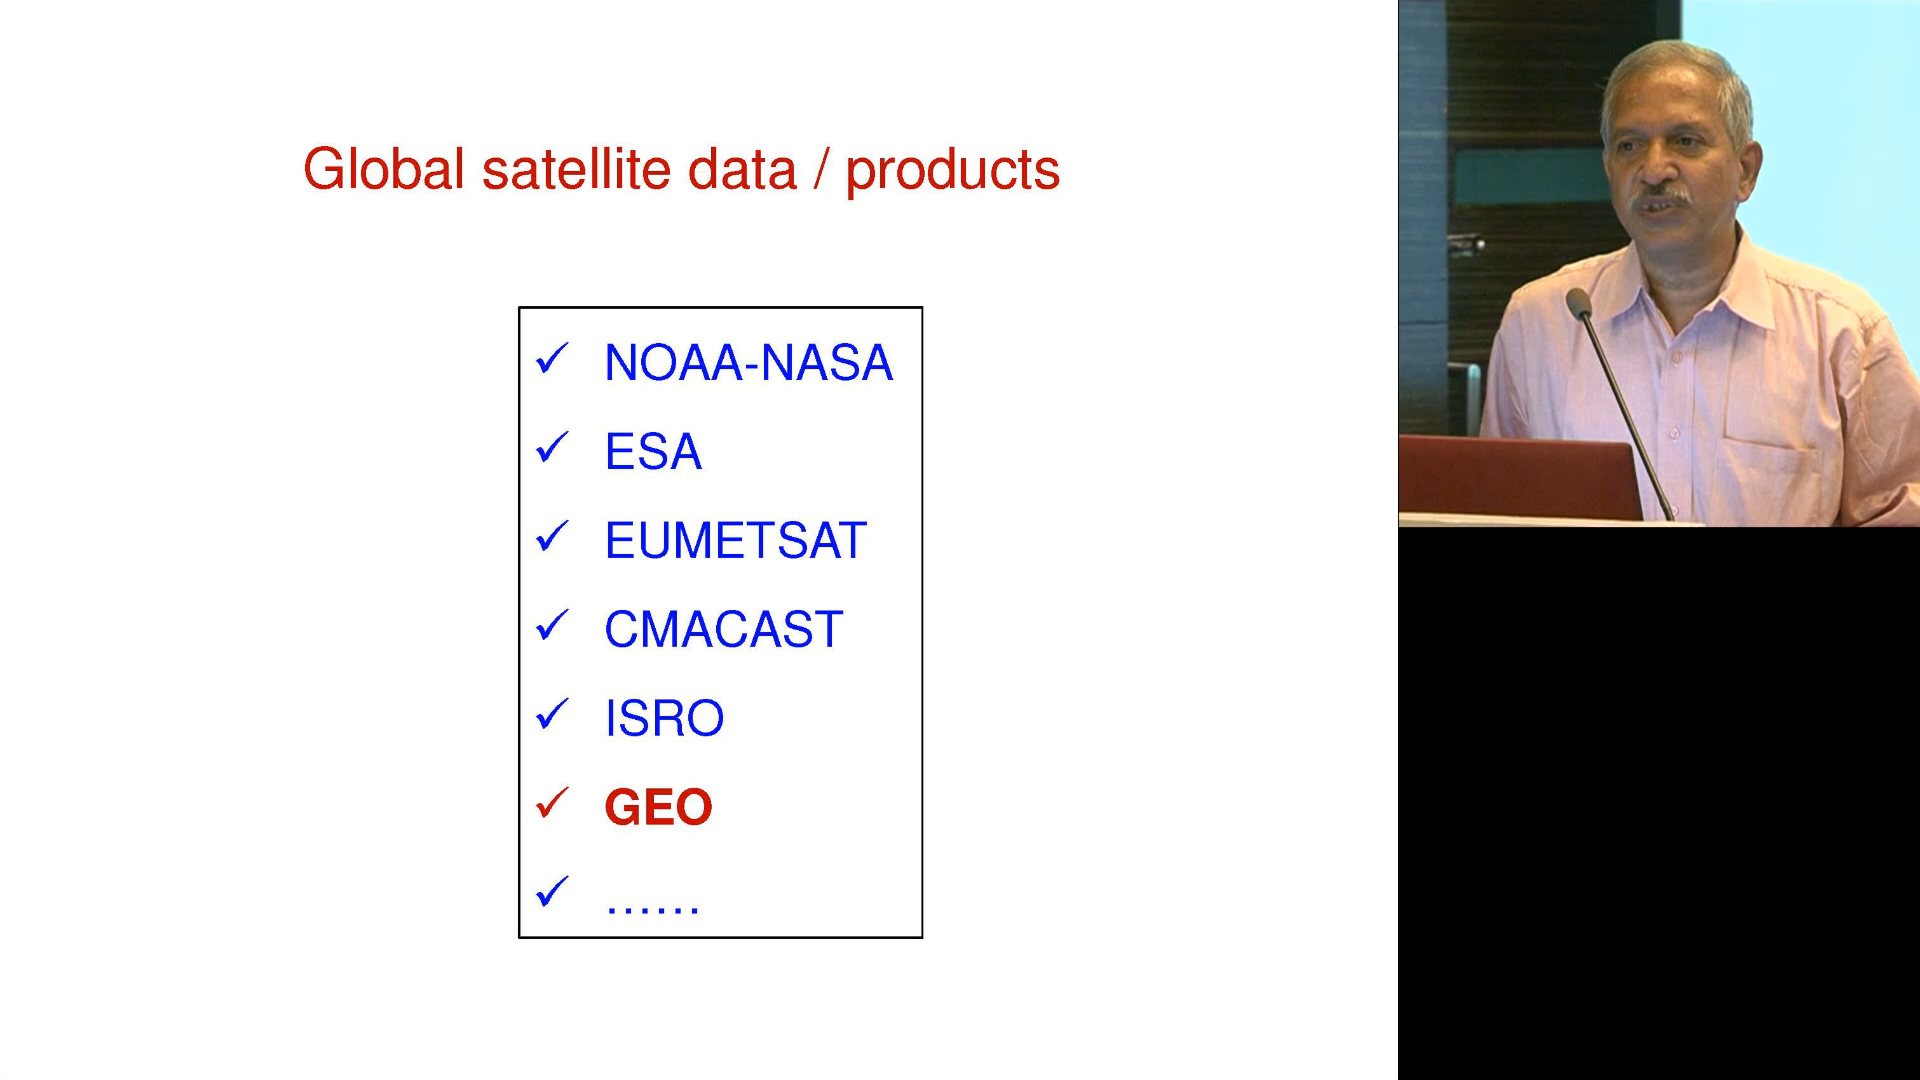 Global satellite data / products
✓ NOAA-NASA
✓ ESA
✓ EUMETSAT
✓ CMACAST
✓ ISRO
✓ GEO
✓ ......